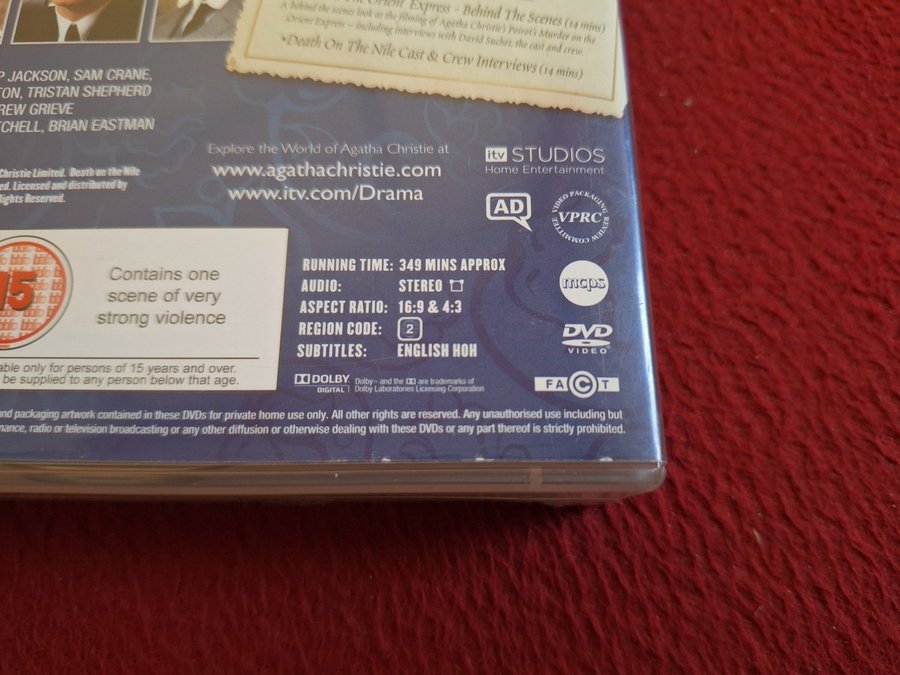 The Orient Express - Behind The Scenes (14 mins)
A behind the scenes look at the filming of Agatha Christie's Poirot's Murder on the
Orient Express – including interviews with David Suchet, the cast and crew.
•Death On The Nile Cast & Crew Interviews (14 mins)
P JACKSON, SAM CRANE,
TON, TRISTAN SHEPHERD
REW GRIEVE
TCHELL, BRIAN EASTMAN
Christie Limited. Death on the Nile
ed. Licensed and distributed by
Rights Reserved.
Explore the World of Agatha Christie at
www.agathachristie.com
www.itv.com/Drama
itv STUDIOS
Home Entertainment
AD
VIDEO PACKAGING
VPRC
REVIEW COMMITTEE
15
Contains one
scene of very
strong violence
able only for persons of 15 years and over.
be supplied to any person below that age.
RUNNING TIME: 349 MINS APPROX
AUDIO: STEREO
ASPECT RATIO: 16:9 & 4:3
REGION CODE: 2
SUBTITLES: ENGLISH HOH
mcps
DVD
VIDEO
FACT
DOLBY
DIGITAL
Dolby and the are trademarks of
Dolby Laboratories Licensing Corporation
and packaging artwork contained in these DVDs for private home use only. All other rights are reserved. Any unauthorised use including but
mance, radio or television broadcasting or any other diffusion or otherwise dealing with these DVDs or any part thereof is strictly prohibited.